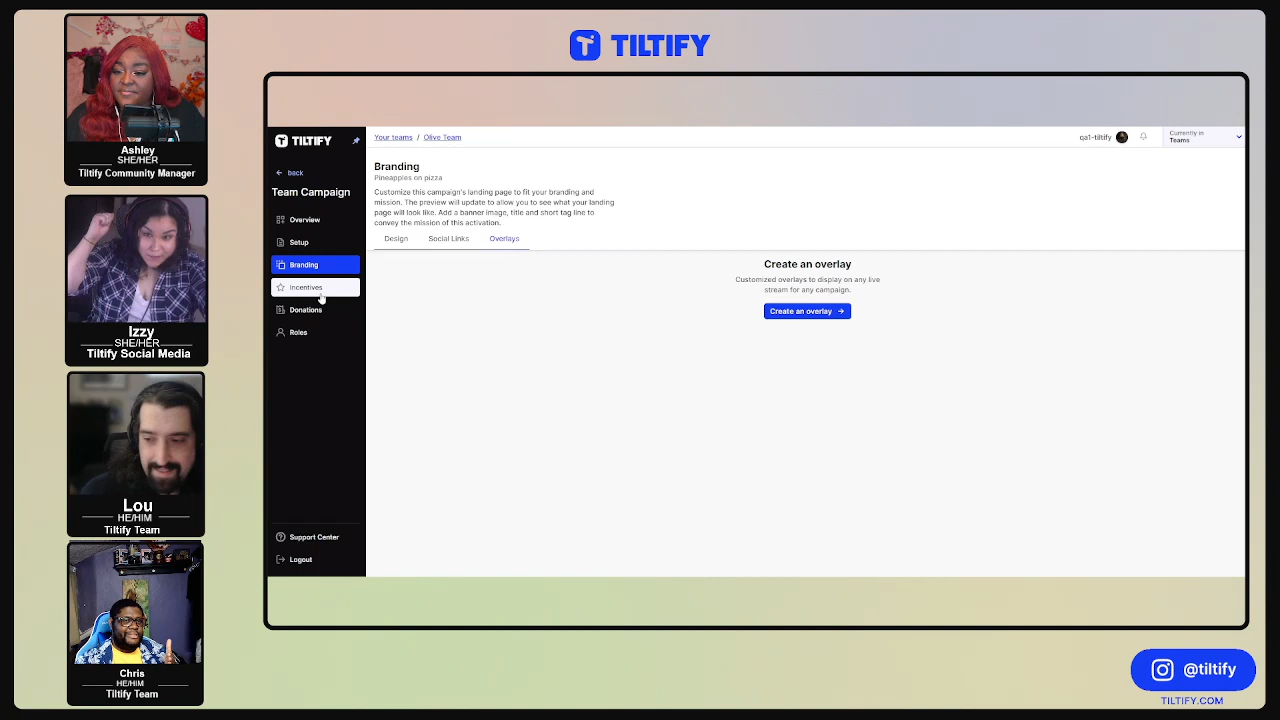 TILTIFY
Ashley
SHE/HER
Tiltify Community Manager
Izzy
SHE/HER
Tiltify Social Media
Lou
HE/HIM
Tiltify Team
Chris
HE/HIM
Tiltify Team
TILTIFY
back
Team Campaign
Overview
Setup
Branding
Incentives
Donations
Roles
Support Center
Logout
Your teams / Olive Team
qa1-tiltify
Currently in
Teams
Branding
Pineapples on pizza
Customize this campaign's landing page to fit your branding and
mission. The preview will update to allow you to see what your landing
page will look like. Add a banner image, title and short tag line to
convey the mission of this activation.
Design Social Links Overlays
Create an overlay
Customized overlays to display on any live
stream for any campaign.
Create an overlay →
@tiltify
TILTIFY.COM